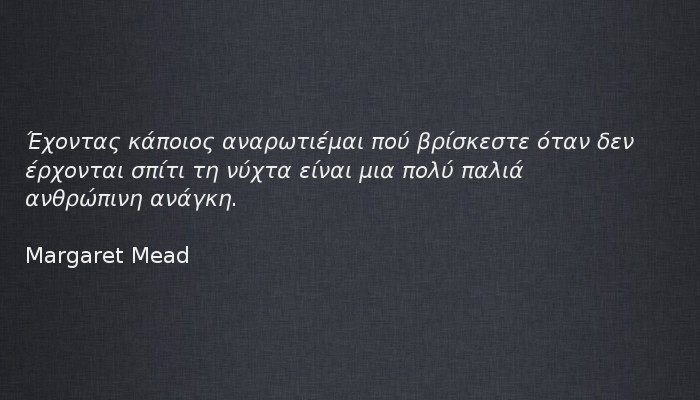 Έχοντας κάποιος αναρωτιέμαι πού βρίσκεστε όταν δεν
έρχονται σπίτι τη νύχτα είναι μια πολύ παλιά
ανθρώπινη ανάγκη.
Margaret Mead